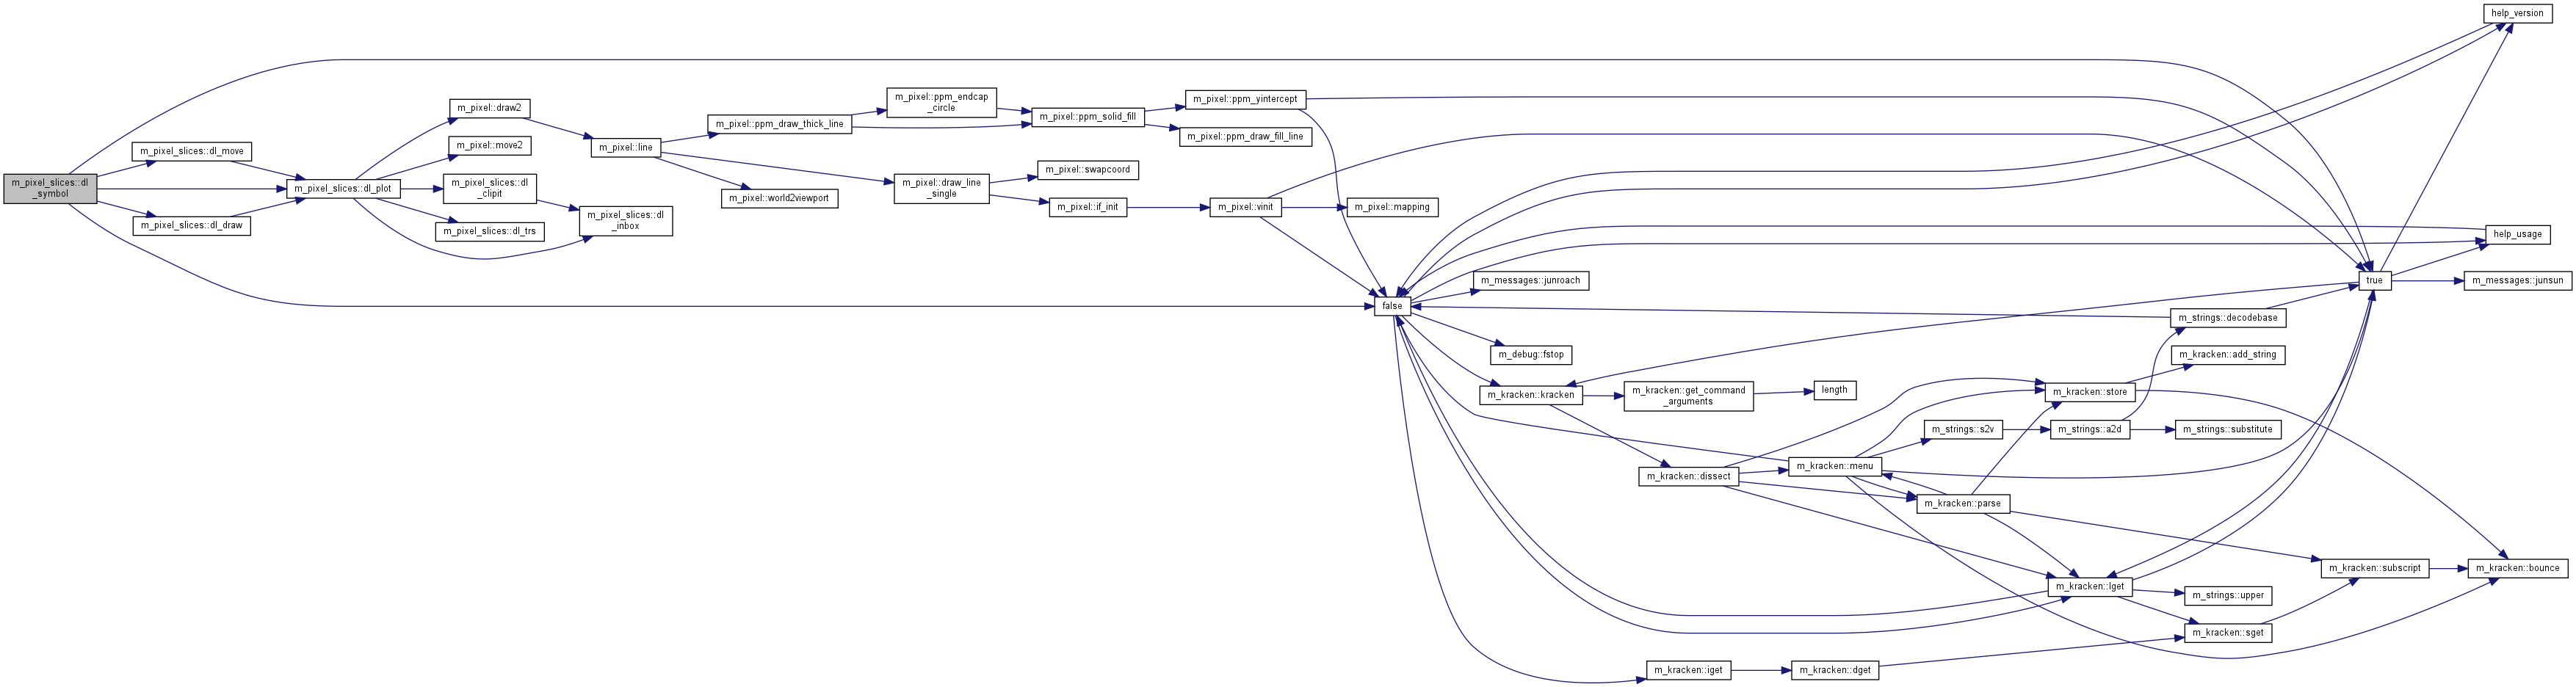 help_version
m_pixel::draw2
m_pixel::ppm_endcap
_circle
m_pixel::ppm_yintercept
m_pixel::ppm_draw_thick_line
m_pixel::ppm_solid_fill
m_pixel::ppm_draw_fill_line
m_pixel_slices::dl_move
m_pixel::move2
m_pixel::line
m_pixel::swapcoord
m_pixel_slices::dl
_symbol
m_pixel_slices::dl_plot
m_pixel_slices::dl
_clipit
m_pixel::draw_line
_single
m_pixel::world2viewport
m_pixel::if_init
m_pixel::vinit
m_pixel::mapping
m_pixel_slices::dl_draw
m_pixel_slices::dl_trs
m_pixel_slices::dl
_inbox
help_usage
m_messages::junroach
true
m_messages::junsun
false
m_strings::decodebase
m_debug::fstop
m_kracken::add_string
m_kracken::kracken
m_kracken::get_command
_arguments
length
m_kracken::store
m_strings::s2v
m_strings::a2d
m_strings::substitute
m_kracken::dissect
m_kracken::menu
m_kracken::parse
m_kracken::subscript
m_kracken::bounce
m_kracken::lget
m_strings::upper
m_kracken::sget
m_kracken::iget
m_kracken::dget